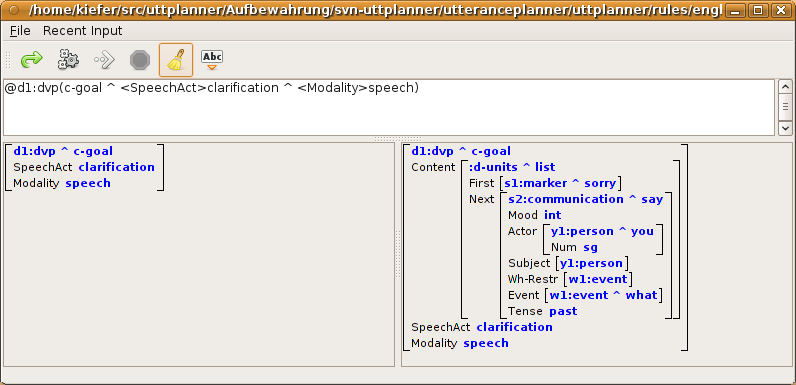 /home/kiefer/src/uttplanner/Aufbewahrung/svn-uttplanner/utteranceplanner/uttplanner/rules/engl
File Recent Input
Abc
@d1:dvp(c-goal ^ <SpeechAct>clarification ^ <Modality>speech)
d1:dvp ^ c-goal
SpeechAct clarification
Modality speech
d1:dvp ^ c-goal
Content :d-units ^ list
First s1:marker ^ sorry
Next s2:communication ^ say
Mood int
Actor y1:person ^ you
Num sg
Subject y1:person
Wh-Restr w1:event
Event w1:event ^ what
Tense past
SpeechAct clarification
Modality speech